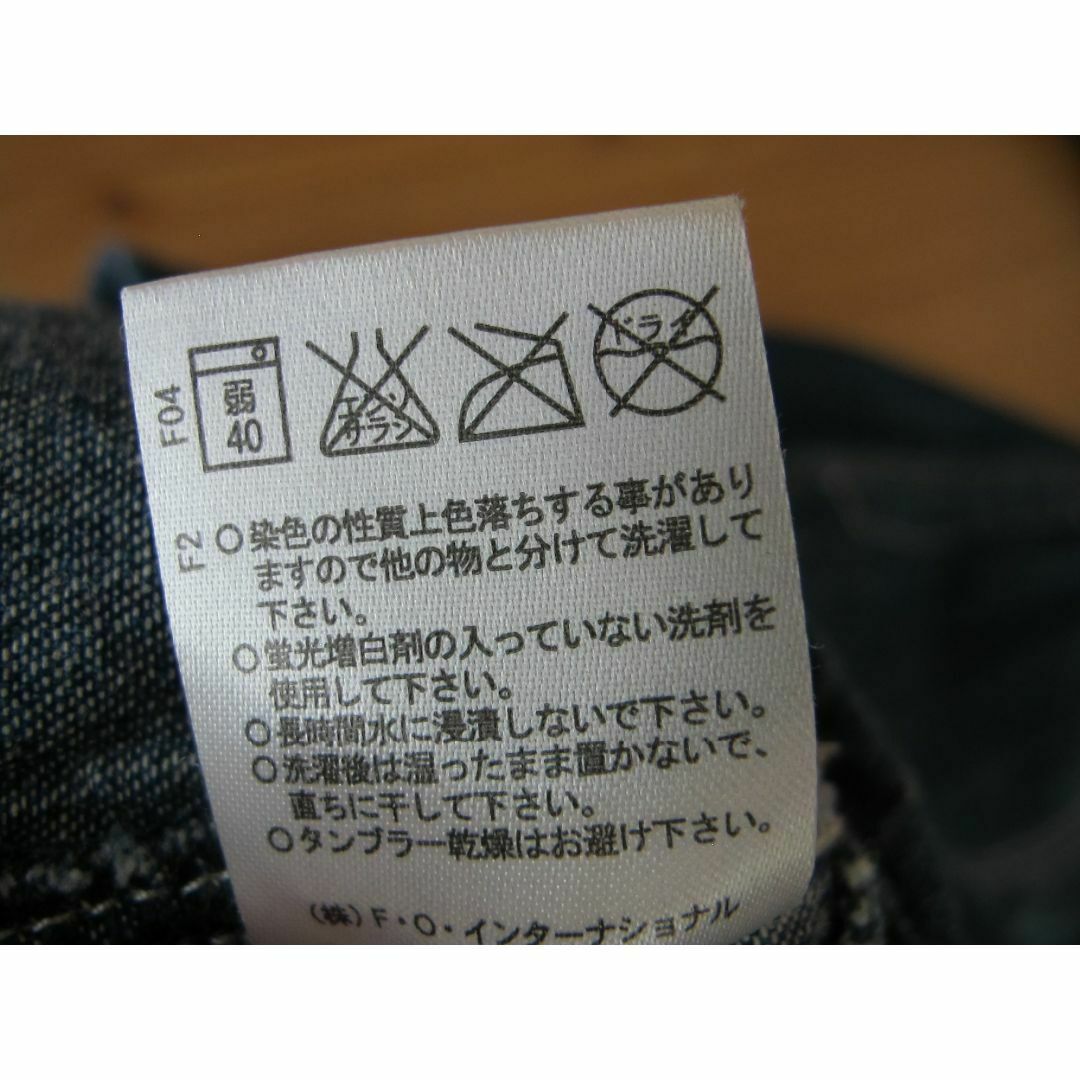 F04
弱
40
エンソ
サラシ
ドライ
F2
○染色の性質上色落ちする事があり
ますので他の物と分けて洗濯して
下さい。
○蛍光増白剤の入っていない洗剤を
使用して下さい。
○長時間水に浸漬しないで下さい。
○洗濯後は湿ったまま置かないで、
直ちに干して下さい。
○タンブラー乾燥はお避け下さい。
(株)F・O・インターナショナル